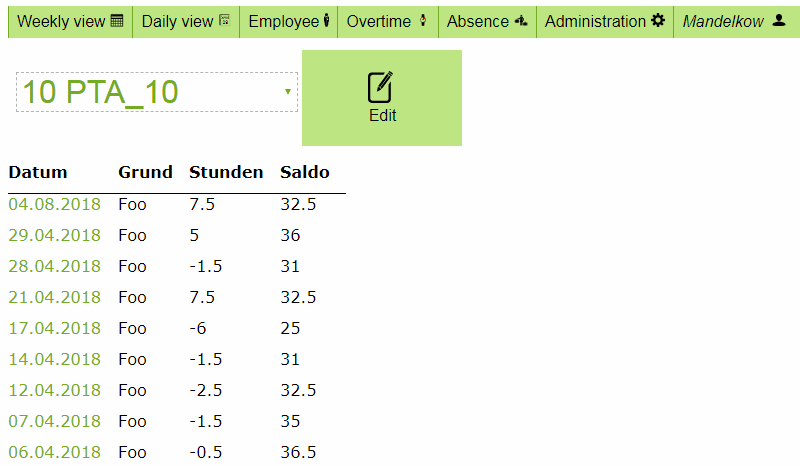 Weekly view Daily view Employee Overtime Absence Administration Mandelkow
10 PTA_10
Edit
Datum Grund Stunden Saldo
04.08.2018 Foo 7.5 32.5
29.04.2018 Foo 5 36
28.04.2018 Foo -1.5 31
21.04.2018 Foo 7.5 32.5
17.04.2018 Foo -6 25
14.04.2018 Foo -1.5 31
12.04.2018 Foo -2.5 32.5
07.04.2018 Foo -1.5 35
06.04.2018 Foo -0.5 36.5